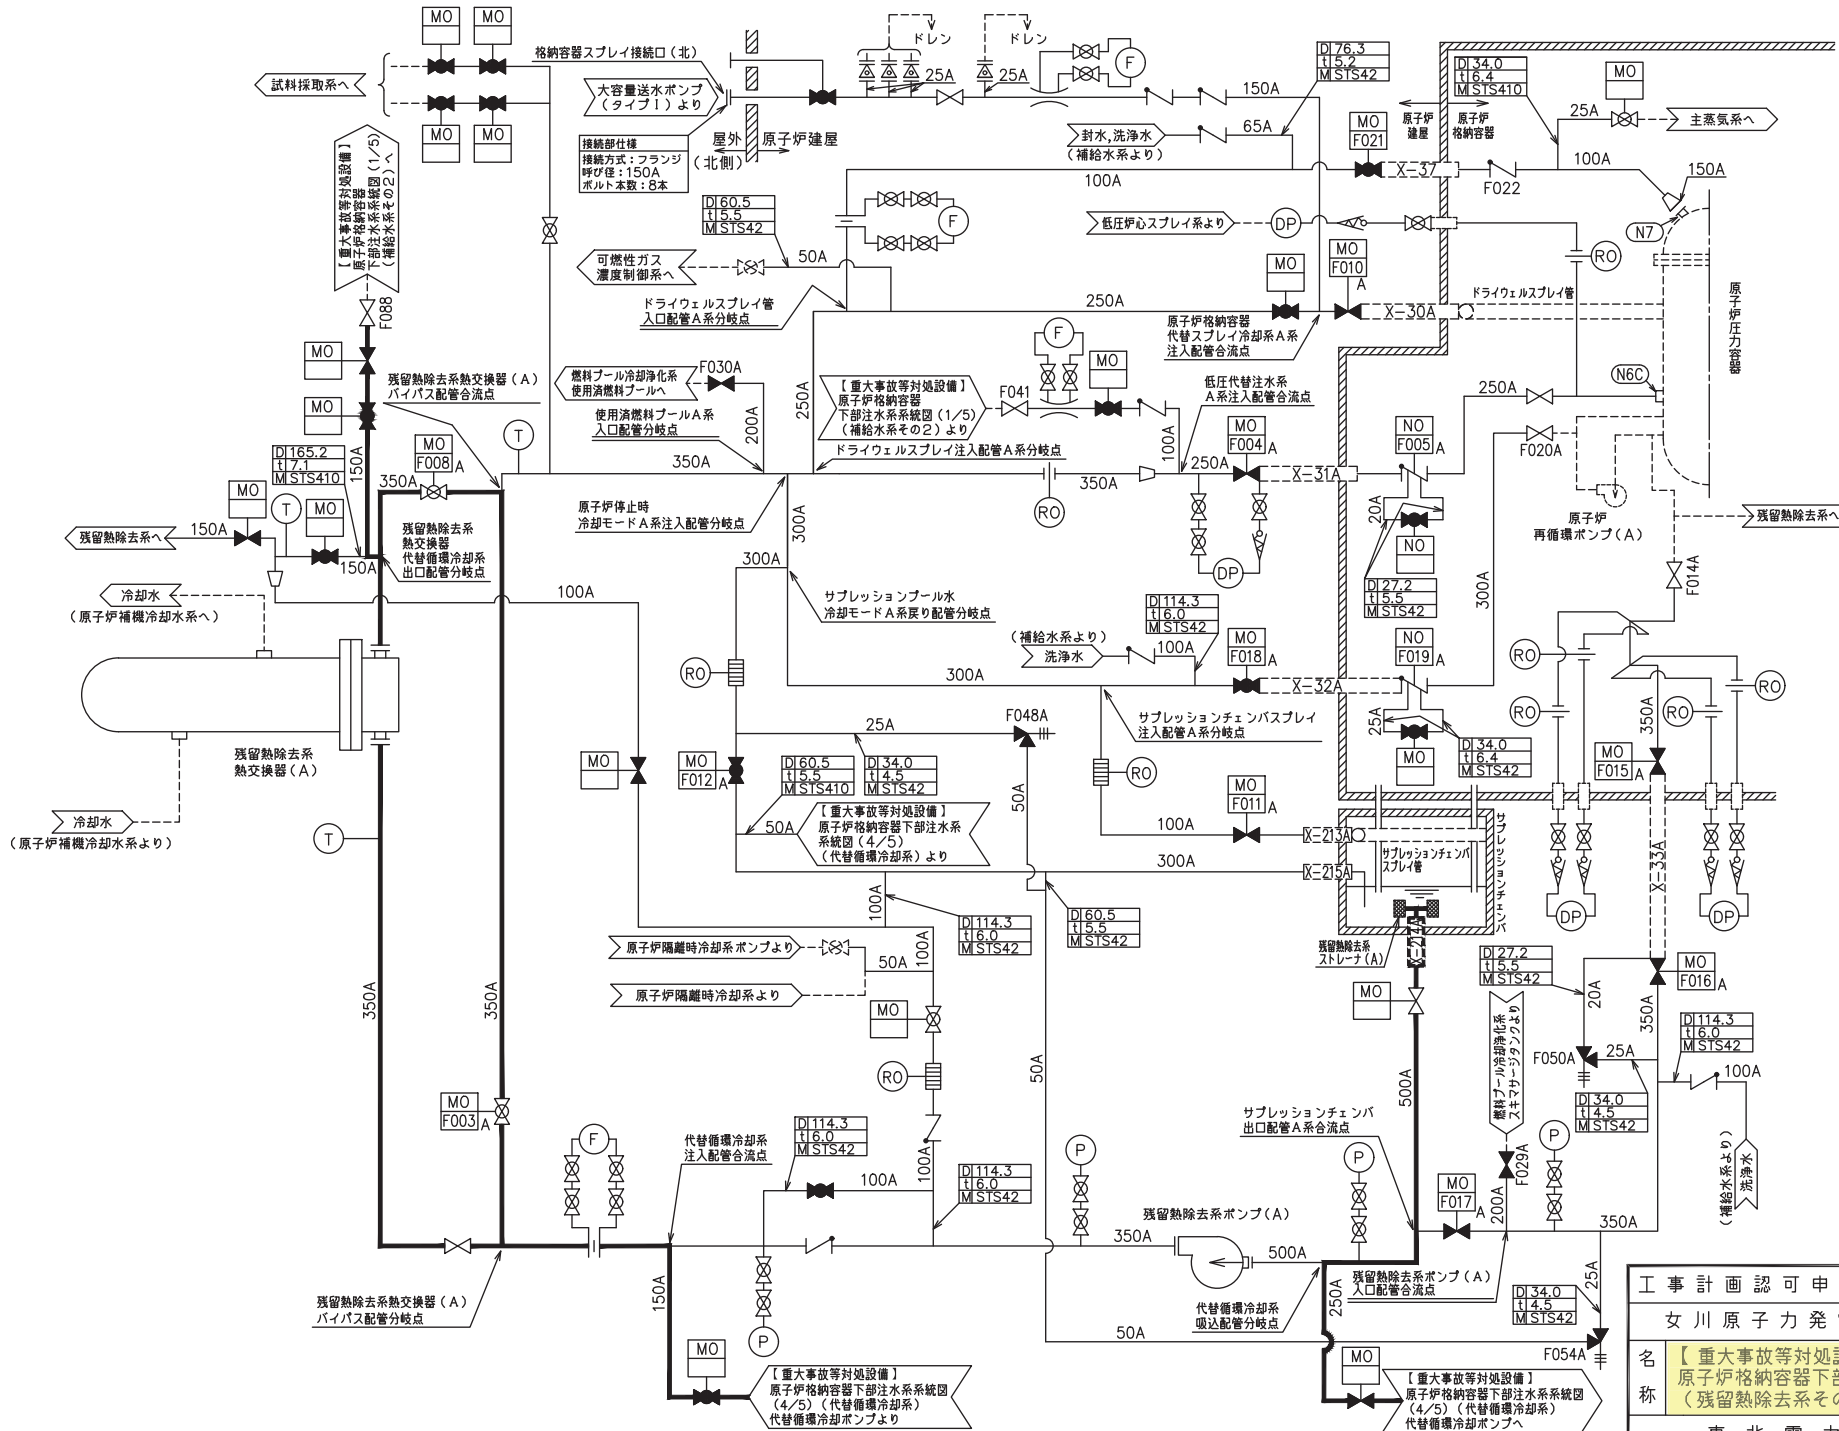 MO
MO
試料採取系へ
MO
MO
格納容器スプレイ接続口(北)
大容量送水ポンプ
(タイプⅠ)より
接続部仕様
接続方式:フランジ
呼び径:150A
ボルト本数:8本
屋外
(北側)
原子炉建屋
ドレン
ドレン
25A
25A
F
150A
D 76.3
t 5.2
M STS42
封水,洗浄水
65A
(補給水系より)
100A
MO
F021
原子炉
建屋
原子炉
格納容器
X-37
F022
D 34.0
t 6.4
M STS410
MO
25A
主蒸気系へ
100A
150A
N7
【重大事故等対処設備】
原子炉格納容器
下部注水系系統図(1/5)
(補給水系その2)へ
F088
D 60.5
t 5.5
M STS42
F
可燃性ガス
濃度制御系へ
50A
ドライウェルスプレイ管
入口配管A系分岐点
低圧炉心スプレイ系より
DP
RO
MO
MO
F010
A
250A
X-30A
ドライウェルスプレイ管
原子炉圧力容器
原子炉格納容器
代替スプレイ冷却系A系
注入配管合流点
MO
MO
残留熱除去系熱交換器(A)
バイパス配管合流点
燃料プール冷却浄化系
使用済燃料プールへ
F030A
使用済燃料プールA系
入口配管分岐点
200A
250A
【重大事故等対処設備】
原子炉格納容器
下部注水系系統図(1/5)
(補給水系その2)より
F041
F
MO
100A
低圧代替注水系
A系注入配管合流点
ドライウェルスプレイ注入配管A系分岐点
N6C
250A
F020A
D 165.2
t 7.1
M STS410
150A
MO
F008 A
350A
T
350A
RO
350A
250A
MO
F004 A
X-31A
NO
F005 A
20A
NO
D 27.2
t 5.5
M STS42
DP
原子炉
再循環ポンプ(A)
残留熱除去系へ
F014A
MO
T
MO
残留熱除去系へ
150A
150A
残留熱除去系
熱交換器
代替循環冷却系
出口配管分岐点
原子炉停止時
冷却モードA系注入配管分岐点
300A
300A
サプレッションプール水
冷却モードA系戻り配管分岐点
100A
冷却水
(原子炉補機冷却水系へ)
残留熱除去系
熱交換器(A)
冷却水
(原子炉補機冷却水系より)
T
RO
(補給水系より)
洗浄水
100A
D 114.3
t 6.0
M STS42
300A
MO
F018 A
X-32A
NO
F019 A
25A
MO
D 34.0
t 6.4
M STS42
300A
サプレッションチェンバスプレイ
注入配管A系分岐点
RO
RO
RO
RO
350A
MO
F015 A
MO
MO
F012 A
25A
F048A
D 60.5
t 5.5
M STS410
D 34.0
t 4.5
M STS42
50A
50A
【重大事故等対処設備】
原子炉格納容器下部注水系
系統図(4/5)
(代替循環冷却系)より
RO
MO
F011 A
100A
X-213A
300A
X-215A
サプレッションチェンバ
スプレイ管
サプレッションチェンバ
残留熱除去系
ストレーナ(A)
X-214A
X-33A
DP
DP
100A
D 114.3
t 6.0
M STS42
D 60.5
t 5.5
M STS42
原子炉隔離時冷却系ポンプより
50A
100A
原子炉隔離時冷却系より
MO
RO
100A
350A
350A
50A
MO
500A
D 27.2
t 5.5
M STS42
20A
MO
F016 A
350A
燃料プール冷却浄化系
スキマサージタンクより
F050A
25A
D 34.0
t 4.5
M STS42
D 114.3
t 6.0
M STS42
100A
洗浄水
(補給水系より)
MO
F003 A
F
代替循環冷却系
注入配管合流点
D 114.3
t 6.0
M STS42
100A
D 114.3
t 6.0
M STS42
P
サプレッションチェンバ
出口配管A系合流点
P
MO
F017 A
F029A
200A
P
350A
残留熱除去系ポンプ(A)
350A
500A
残留熱除去系ポンプ(A)
入口配管合流点
残留熱除去系熱交換器(A)
バイパス配管分岐点
150A
P
代替循環冷却系
吸込配管分岐点
250A
50A
D 34.0
t 4.5
M STS42
25A
F054A
MO
【重大事故等対処設備】
原子炉格納容器下部注水系系統図
(4/5)(代替循環冷却系)
代替循環冷却ポンプより
MO
【重大事故等対処設備】
原子炉格納容器下部注水系系統図
(4/5)(代替循環冷却系)
代替循環冷却ポンプへ
工事計画認可申
女川原子力発
名称
【重大事故等対処設
原子炉格納容器下部
(残留熱除去系その
東北電力